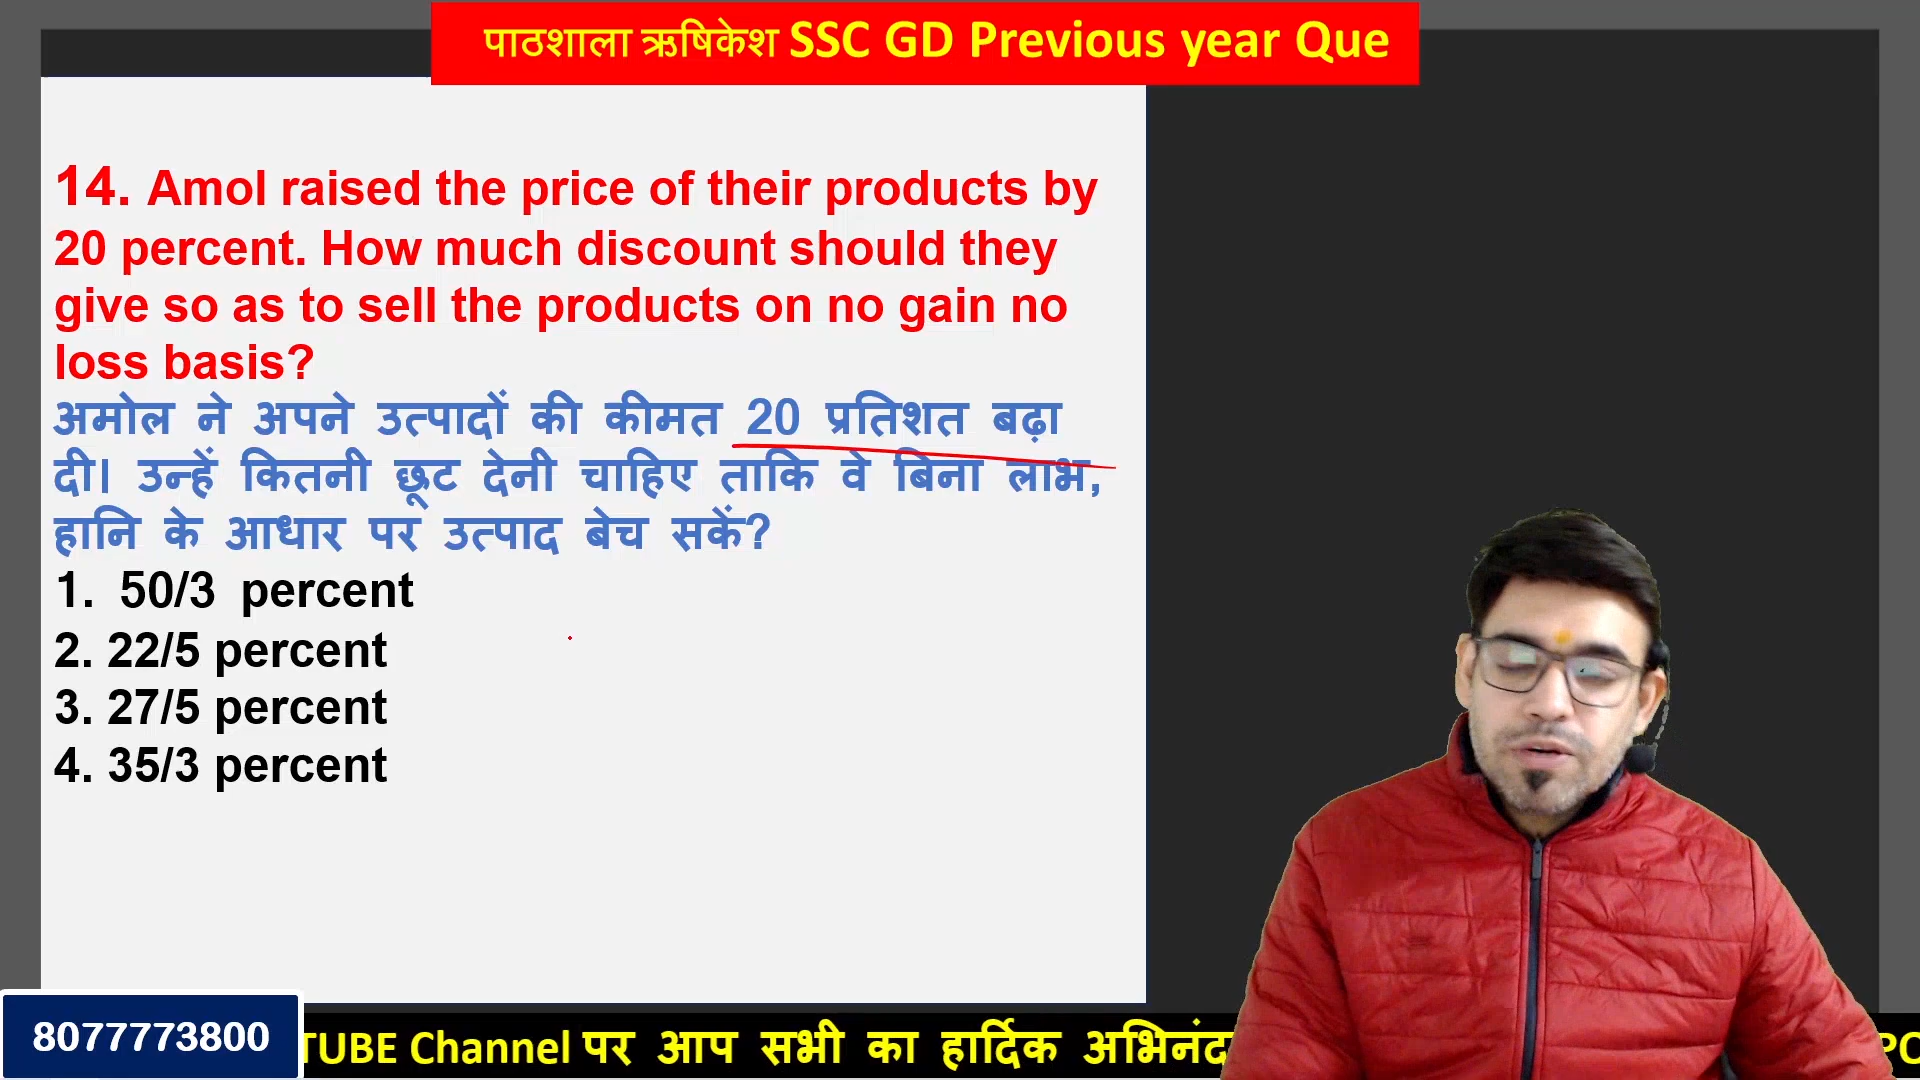 पाठशाला ऋषिकेश SSC GD Previous year Que
14. Amol raised the price of their products by
20 percent. How much discount should they
give so as to sell the products on no gain no
loss basis?
अमोल ने अपने उत्पादों की कीमत 20 प्रतिशत बढ़ा
दी। उन्हें कितनी छूट देनी चाहिए ताकि वे बिना लाभ,
हानि के आधार पर उत्पाद बेच सकें?
1. 50/3 percent
2. 22/5 percent
3. 27/5 percent
4. 35/3 percent
8077773800
TUBE Channel पर आप सभी का हार्दिक अभिनंद